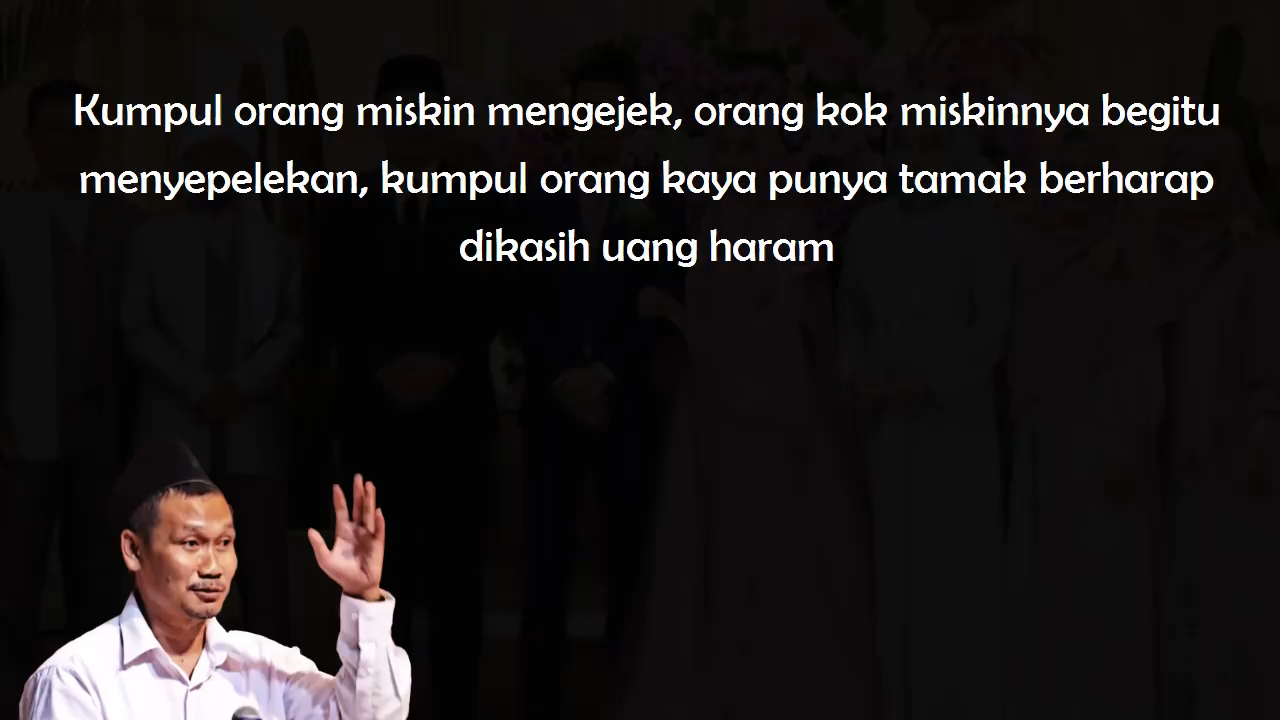 Kumpul orang miskin mengejek, orang kok miskinnya begitu
menyepelekan, kumpul orang kaya punya tamak berharap
dikasih uang haram